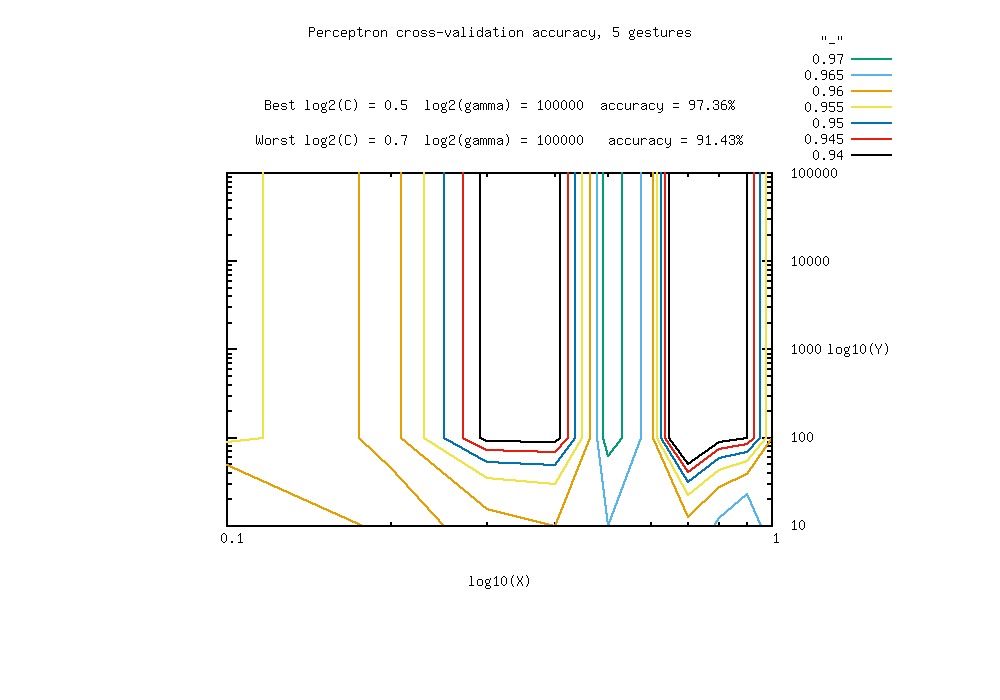 Perceptron cross-validation accuracy, 5 gestures
"_"
0.97
0.965
0.96
0.955
0.95
0.945
0.94
Best log2(C) = 0.5 log2(gamma) = 100000 accuracy = 97.36%
Worst log2(C) = 0.7 log2(gamma) = 100000 accuracy = 91.43%
100000
10000
1000 log10(Y)
100
10
0.1 1
log10(X)